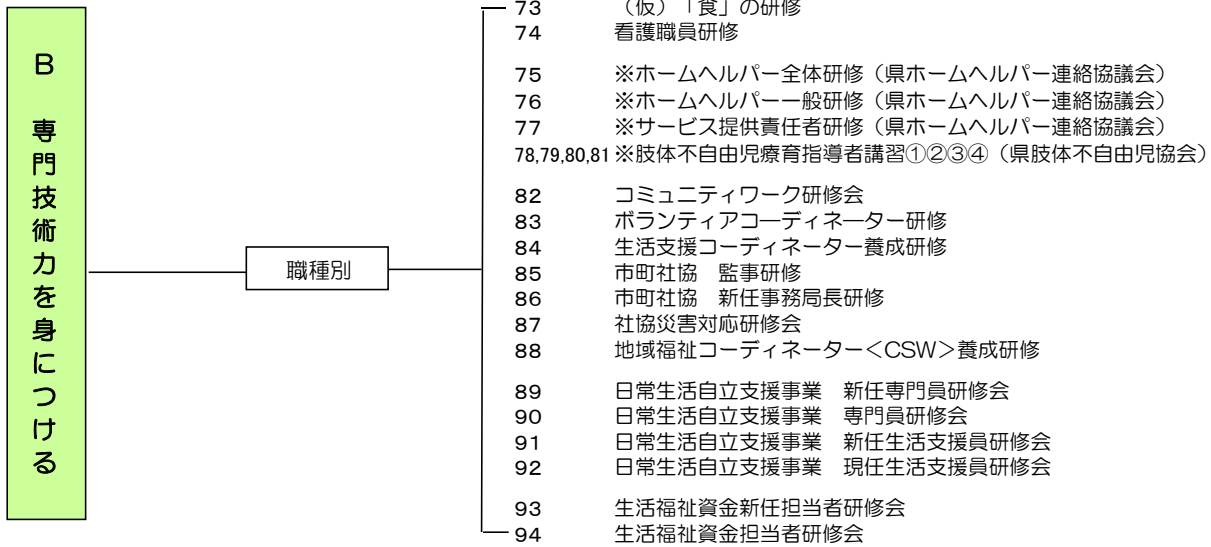 B 専門技術力を身につける
職種別
73 （仮）「食」の研修
74 看護職員研修
75 ※ホームヘルパー全体研修（県ホームヘルパー連絡協議会）
76 ※ホームヘルパー一般研修（県ホームヘルパー連絡協議会）
77 ※サービス提供責任者研修（県ホームヘルパー連絡協議会）
78,79,80,81 ※肢体不自由児療育指導者講習①②③④（県肢体不自由児協会）
82 コミュニティワーク研修会
83 ボランティアコーディネーター研修
84 生活支援コーディネーター養成研修
85 市町社協　監事研修
86 市町社協　新任事務局長研修
87 社協災害対応研修会
88 地域福祉コーディネーター＜CSW＞養成研修
89 日常生活自立支援事業　新任専門員研修会
90 日常生活自立支援事業　専門員研修会
91 日常生活自立支援事業　新任生活支援員研修会
92 日常生活自立支援事業　現任生活支援員研修会
93 生活福祉資金新任担当者研修会
94 生活福祉資金担当者研修会